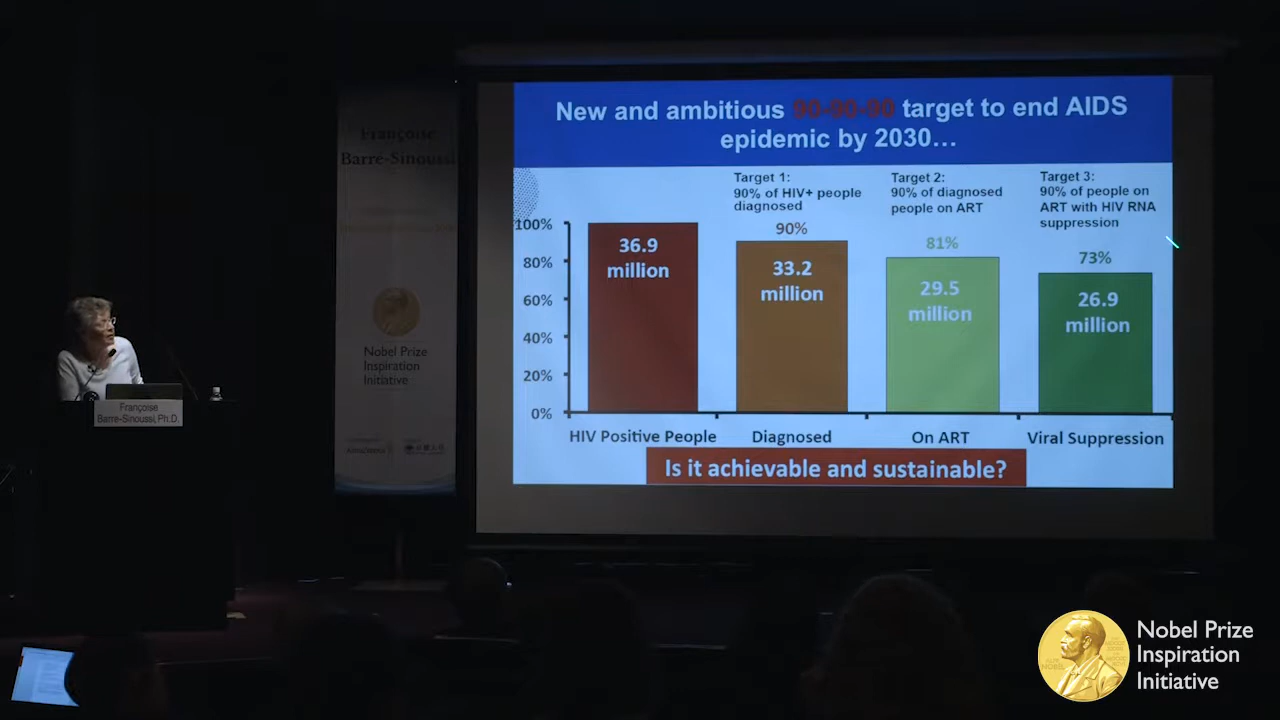 New and ambitious 90-90-90 target to end AIDS
epidemic by 2030…
Target 1:
90% of HIV+ people
diagnosed
Target 2:
90% of diagnosed
people on ART
Target 3:
90% of people on
ART with HIV RNA
suppression
100%
80%
60%
40%
20%
0%
36.9
million
90%
33.2
million
81%
29.5
million
73%
26.9
million
HIV Positive People
Diagnosed
On ART
Viral Suppression
Is it achievable and sustainable?
Françoise
Barré-Sinoussi
Nobel Prize
Inspiration
Initiative
Françoise
Barre-Sinoussi, Ph.D.
Nobel Prize
Inspiration
Initiative